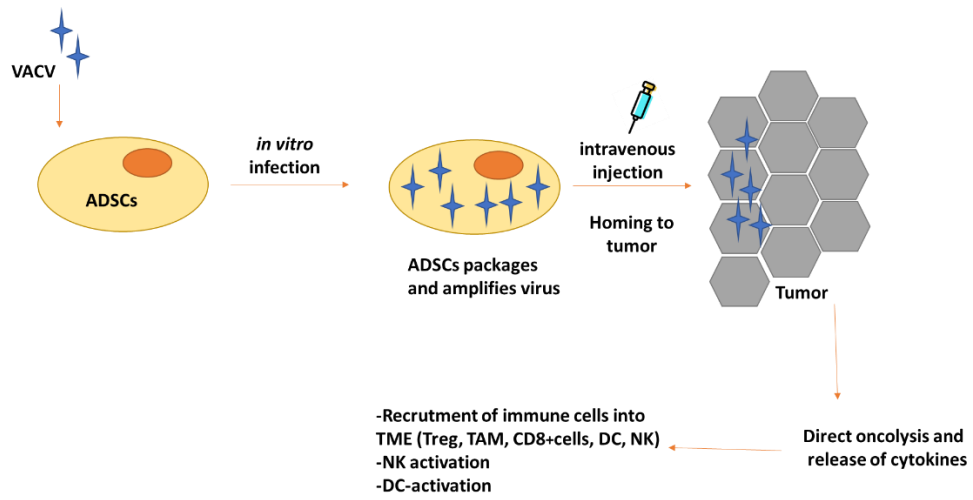 VACV
ADSCs
in vitro
infection
ADSCs packages
and amplifies virus
intravenous
injection
Homing to
tumor
Tumor
Direct oncolysis and
release of cytokines
-Recrutment of immune cells into
TME (Treg, TAM, CD8+cells, DC, NK)
-NK activation
-DC-activation